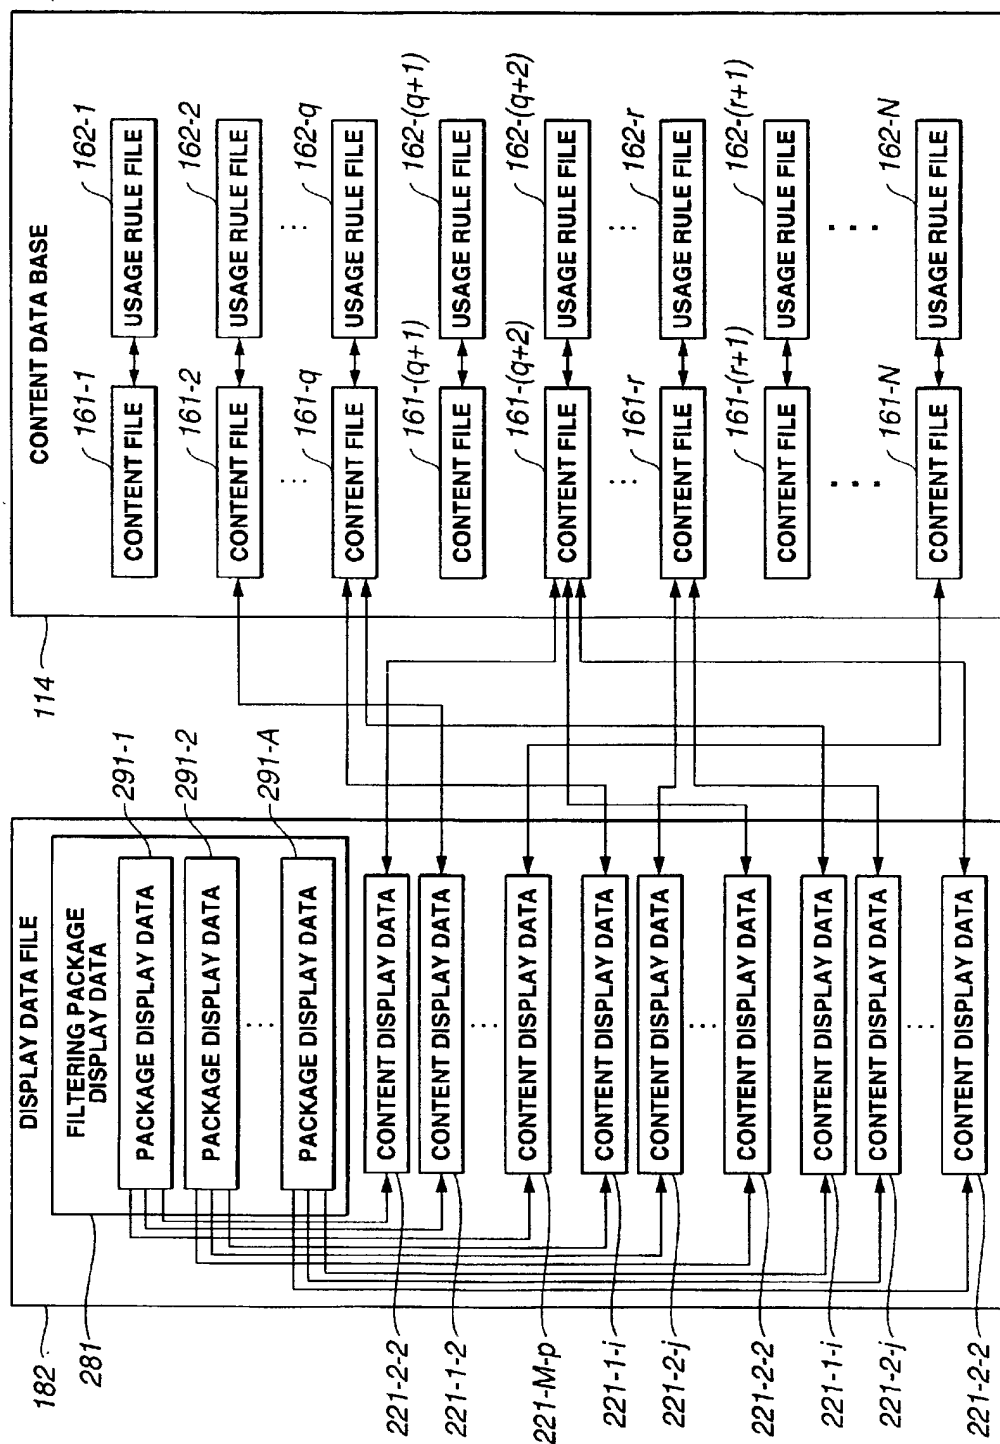 CONTENT DATA BASE
161-1
162-1
CONTENT FILE
USAGE RULE FILE
161-2
162-2
CONTENT FILE
USAGE RULE FILE
161-q
162-q
CONTENT FILE
USAGE RULE FILE
161-(q+1)
162-(q+1)
CONTENT FILE
USAGE RULE FILE
161-(q+2)
162-(q+2)
CONTENT FILE
USAGE RULE FILE
161-r
162-r
CONTENT FILE
USAGE RULE FILE
161-(r+1)
162-(r+1)
CONTENT FILE
USAGE RULE FILE
161-N
162-N
CONTENT FILE
USAGE RULE FILE
114
DISPLAY DATA FILE
FILTERING PACKAGE
DISPLAY DATA
291-1
PACKAGE DISPLAY DATA
291-2
PACKAGE DISPLAY DATA
291-A
PACKAGE DISPLAY DATA
182
281
221-2-2
CONTENT DISPLAY DATA
221-1-2
CONTENT DISPLAY DATA
221-M-p
CONTENT DISPLAY DATA
221-1-i
CONTENT DISPLAY DATA
221-2-j
CONTENT DISPLAY DATA
221-2-2
CONTENT DISPLAY DATA
221-1-i
CONTENT DISPLAY DATA
221-2-j
CONTENT DISPLAY DATA
221-2-2
CONTENT DISPLAY DATA